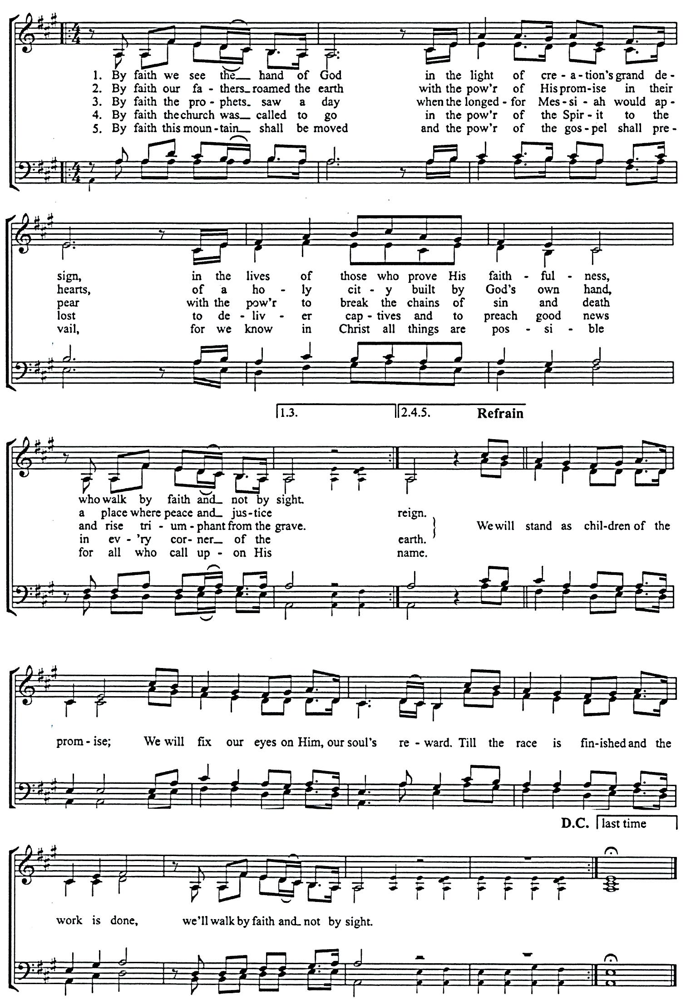 1. By faith we see the__ hand of God in the light of cre - a - tion's grand de -
2. By faith our fa - thers_ roamed the earth with the pow'r of His prom - ise in their
3. By faith the pro - phets_ saw a day when the longed - for Mes - si - ah would ap -
4. By faith the church was__ called to go in the pow'r of the Spir - it to the
5. By faith this moun - tain__ shall be moved and the pow'r of the gos - pel shall pre -
sign, in the lives of those who prove His faith - ful - ness,
hearts, of a ho - ly cit - y built by God's own hand,
pear with the pow'r to break the chains of sin and death
lost to de - liv - er cap - tives and to preach good news
vail, for we know in Christ all things are pos - si - ble
1.3. 2.4.5. Refrain
who walk by faith and_ not by sight.
a place where peace and_ jus - tice reign.
and rise tri - um - phant from the grave. } We will stand as chil - dren of the
in ev - 'ry cor - ner_ of the earth.
for all who call up - on His name.
prom - ise; We will fix our eyes on Him, our soul's re - ward. Till the race is fin - ished and the
D.C. last time
work is done, we'll walk by faith and_ not by sight.